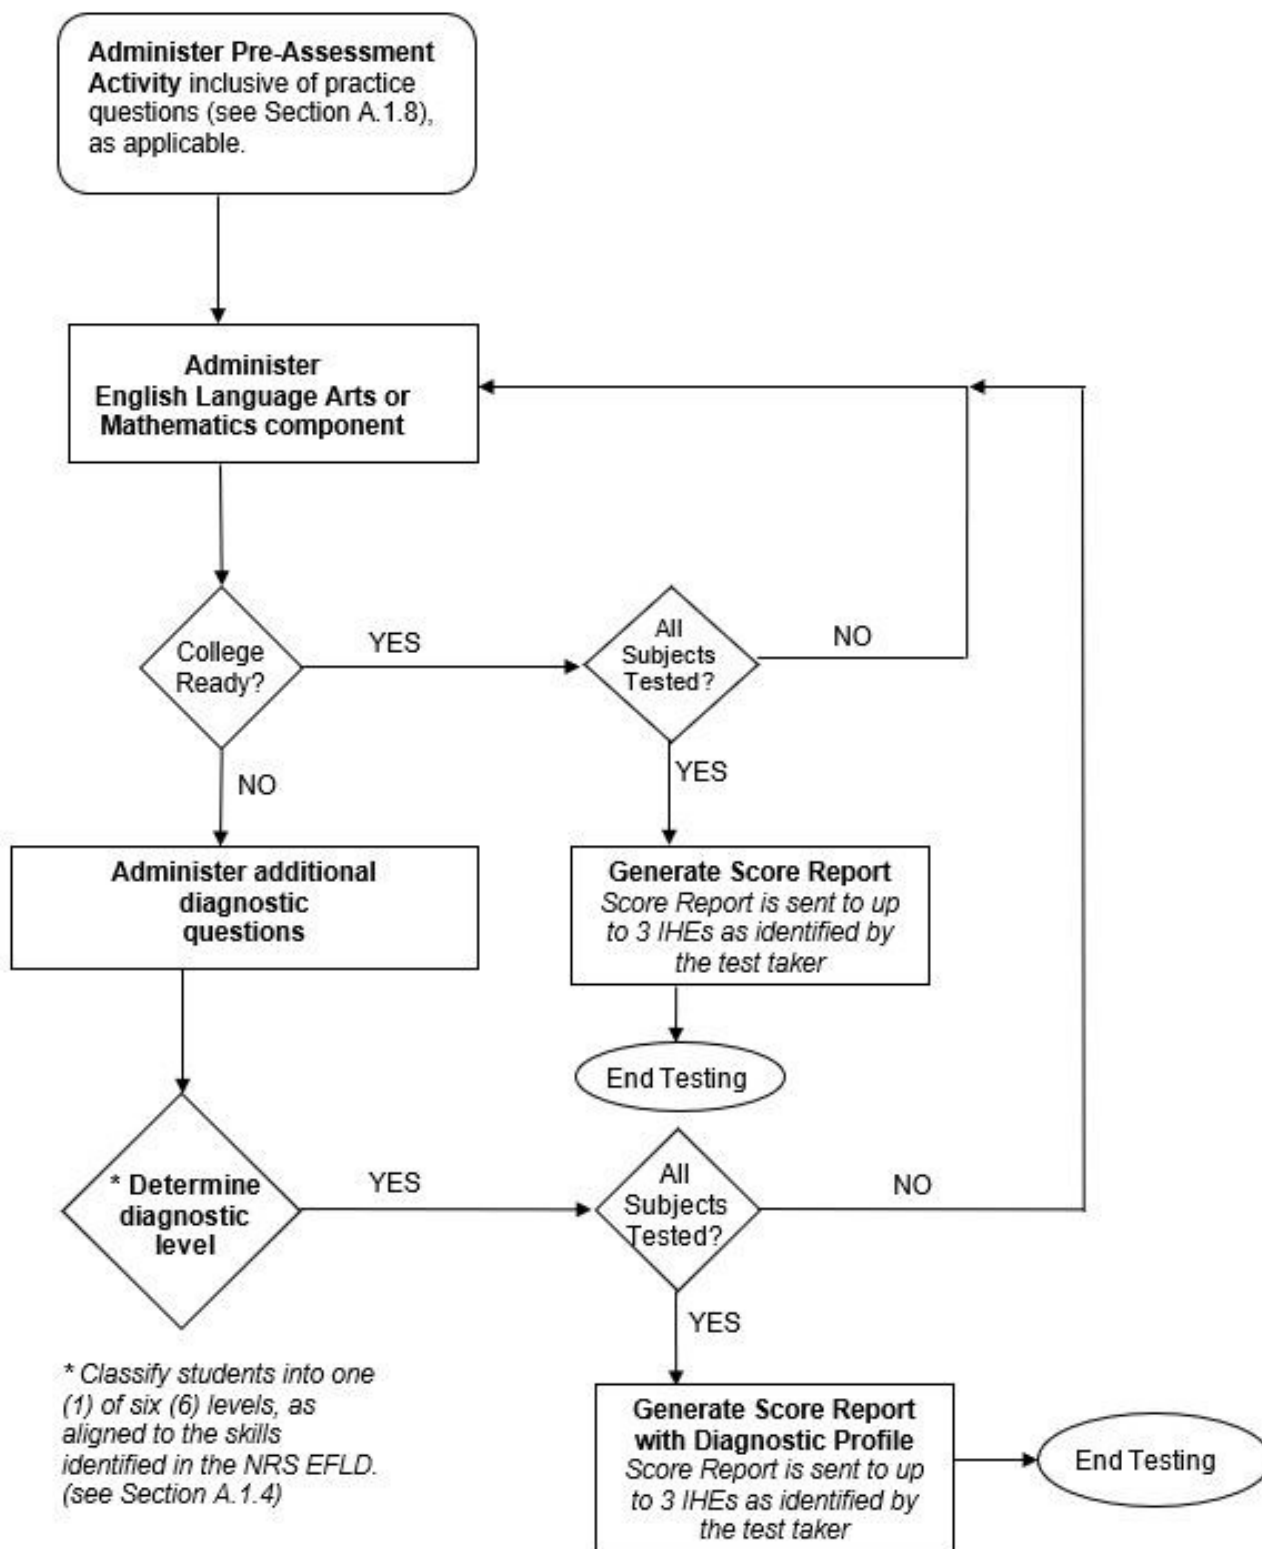 Administer Pre-Assessment
Activity inclusive of practice
questions (see Section A.1.8),
as applicable.
Administer
English Language Arts or
Mathematics component
College
Ready?
YES
All
Subjects
Tested?
NO
NO
YES
Administer additional
diagnostic
questions
Generate Score Report
Score Report is sent to up
to 3 IHEs as identified by
the test taker
End Testing
* Determine
diagnostic
level
YES
All
Subjects
Tested?
NO
YES
* Classify students into one
(1) of six (6) levels, as
aligned to the skills
identified in the NRS EFLD.
(see Section A.1.4)
Generate Score Report
with Diagnostic Profile
Score Report is sent to up
to 3 IHEs as identified by
the test taker
End Testing